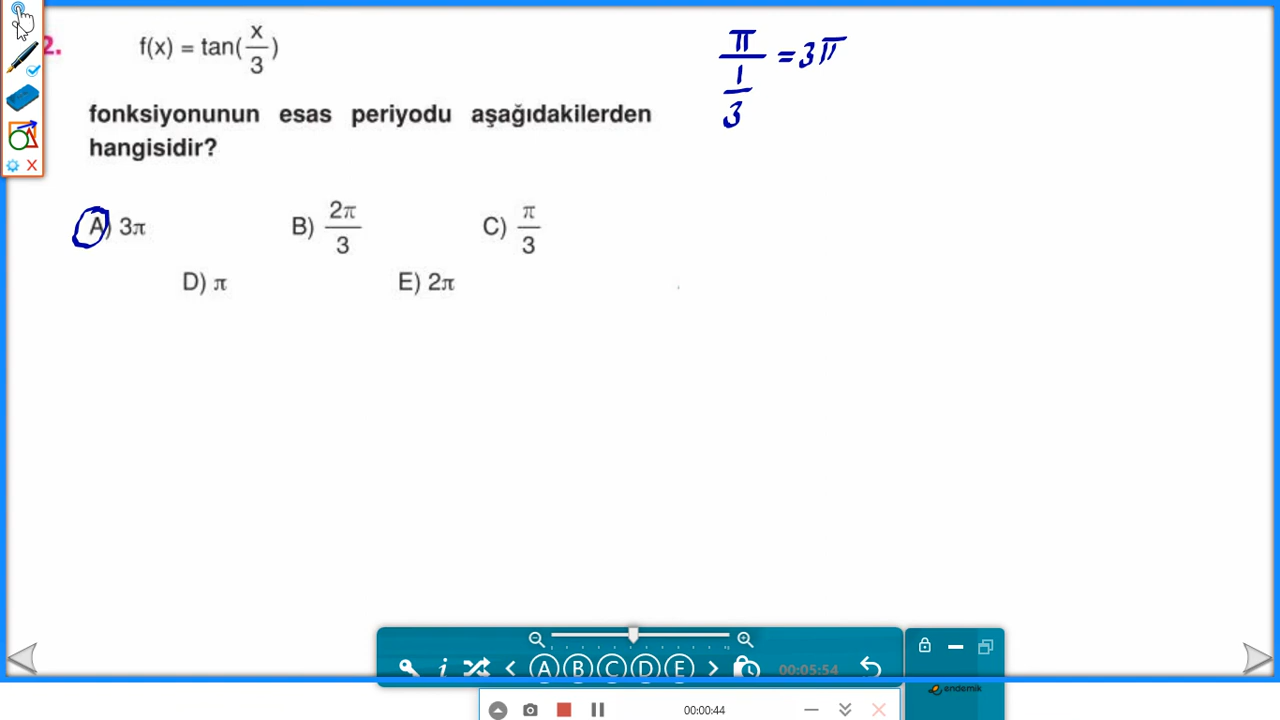 2. f(x) = tan(x/3)
fonksiyonunun esas periyodu aşağıdakilerden
hangisidir?
A) 3π B) 2π/3 C) π/3
D) π E) 2π
π/(1/3) = 3π
A B C D E 00:05:54
endemik
00:00:44